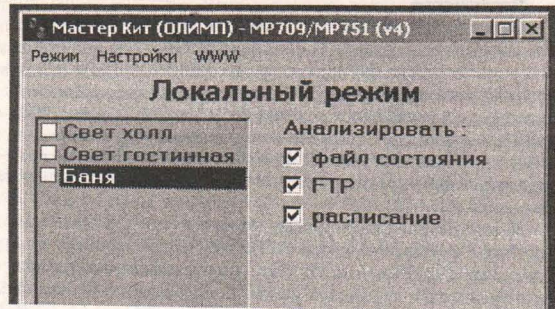 Мастер Кит (ОЛИМП) - MP709/MP751 (v4)
Режим Настройки WWW
Локальный режим
Свет холл
Свет гостинная
Баня
Анализировать :
файл состояния
FTP
расписание